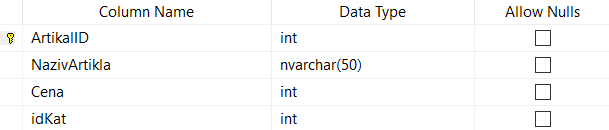 Column Name Data Type Allow Nulls
ArtikalID int
NazivArtikla nvarchar(50)
Cena int
idKat int